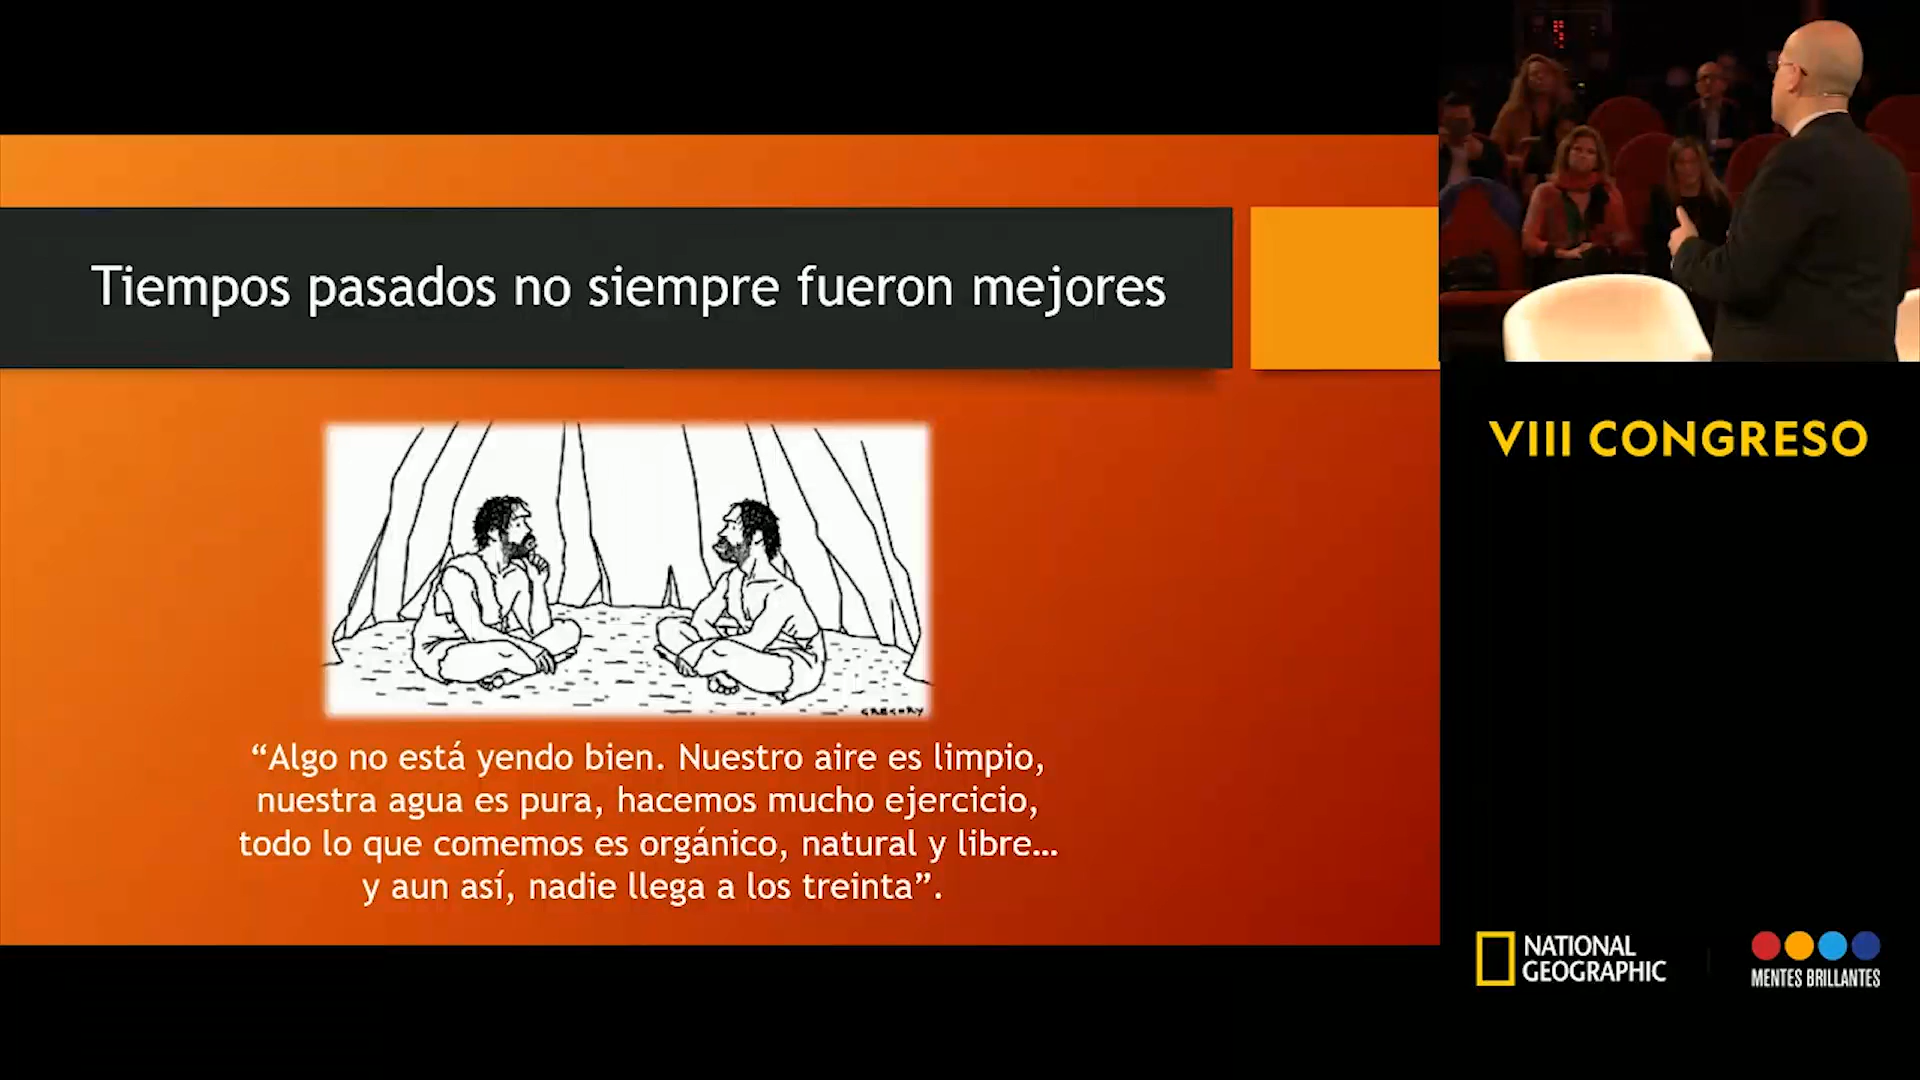 Tiempos pasados no siempre fueron mejores
GREGORY
“Algo no está yendo bien. Nuestro aire es limpio,
nuestra agua es pura, hacemos mucho ejercicio,
todo lo que comemos es orgánico, natural y libre...
y aun así, nadie llega a los treinta”.
VIII CONGRESO
NATIONAL
GEOGRAPHIC
MENTES BRILLANTES